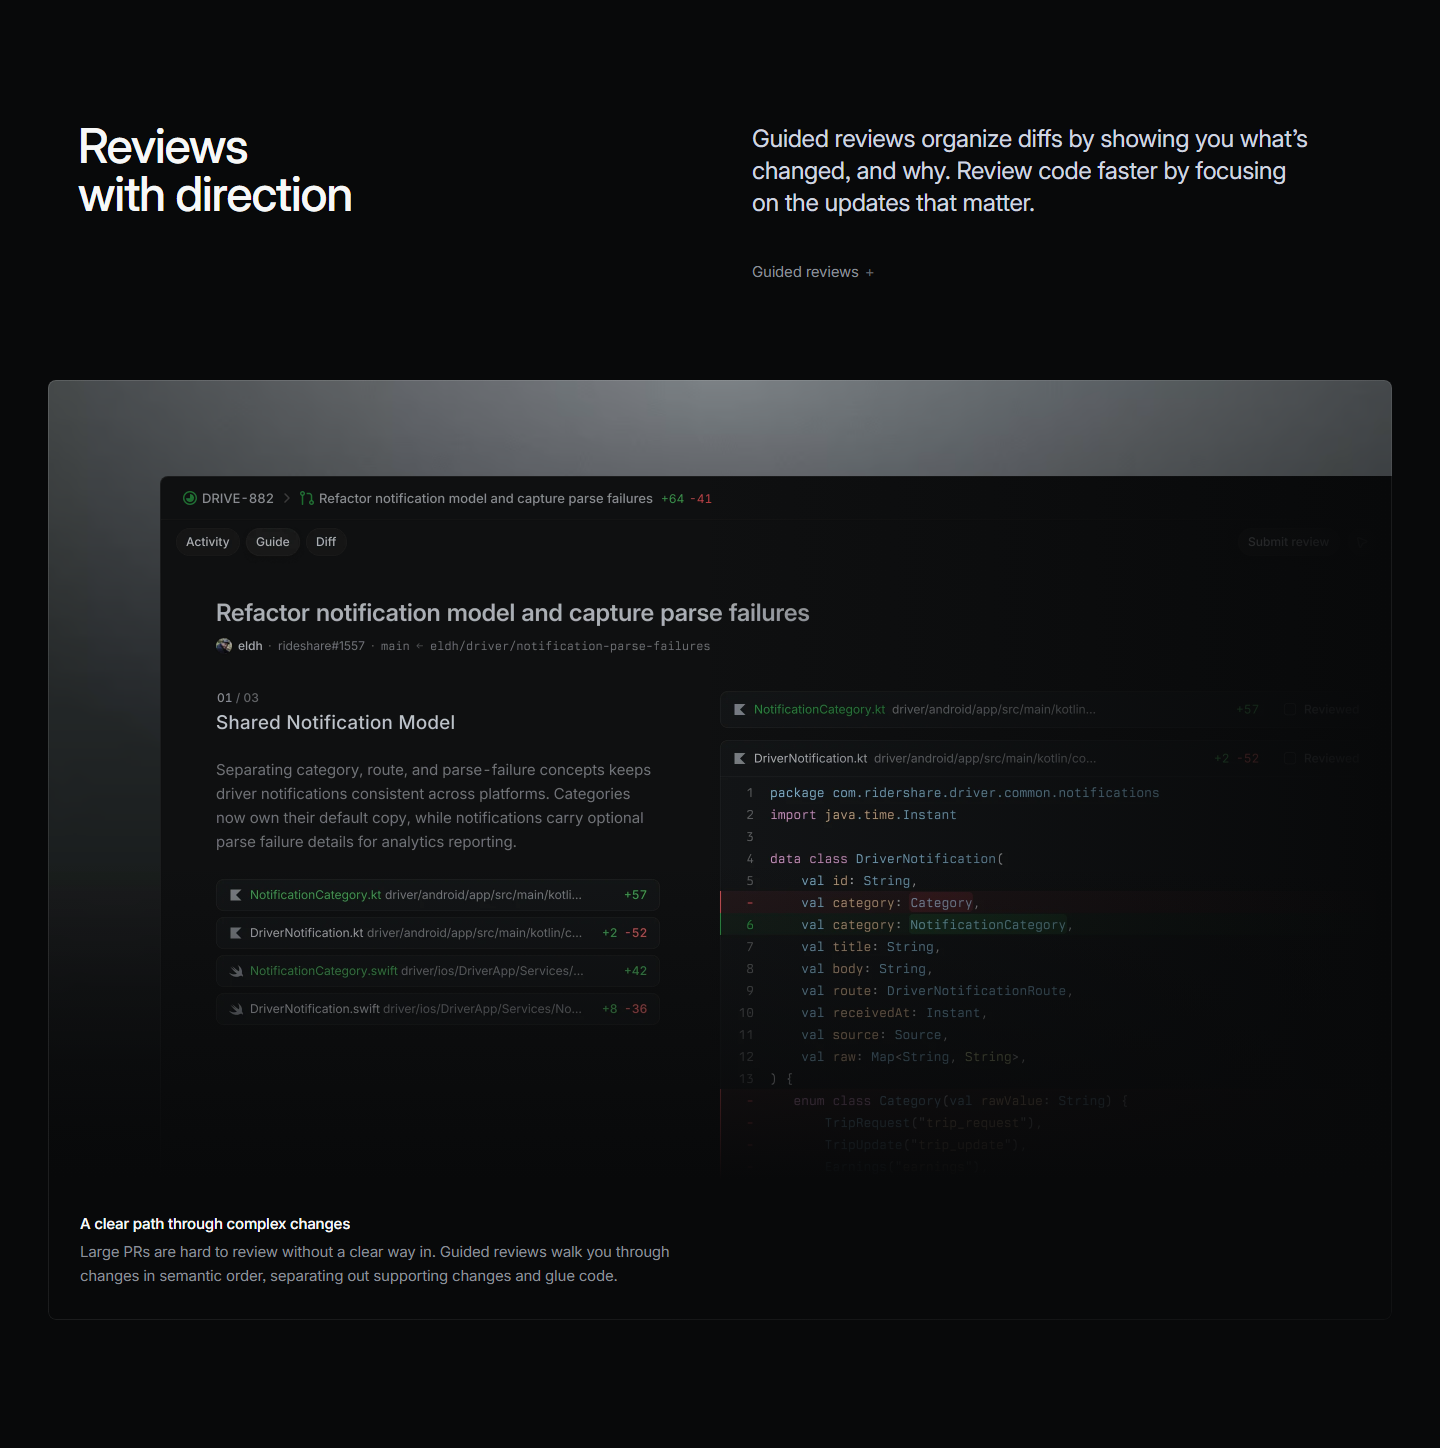 Reviews
with direction
Guided reviews organize diffs by showing you what’s
changed, and why. Review code faster by focusing
on the updates that matter.
Guided reviews +
DRIVE-882 > Refactor notification model and capture parse failures +64 -41
Activity Guide Diff
Submit review
Refactor notification model and capture parse failures
eldh · rideshare#1557 · main ← eldh/driver/notification-parse-failures
01 / 03
Shared Notification Model
Separating category, route, and parse-failure concepts keeps
driver notifications consistent across platforms. Categories
now own their default copy, while notifications carry optional
parse failure details for analytics reporting.
NotificationCategory.kt driver/android/app/src/main/kotli... +57
DriverNotification.kt driver/android/app/src/main/kotlin/c... +2 -52
NotificationCategory.swift driver/ios/DriverApp/Services/... +42
DriverNotification.swift driver/ios/DriverApp/Services/No... +8 -36
NotificationCategory.kt driver/android/app/src/main/kotlin... +57 Reviewed
DriverNotification.kt driver/android/app/src/main/kotlin/co... +2 -52 Reviewed
1 package com.ridershare.driver.common.notifications
2 import java.time.Instant
3
4 data class DriverNotification(
5 val id: String,
- val category: Category,
6 val category: NotificationCategory,
7 val title: String,
8 val body: String,
9 val route: DriverNotificationRoute,
10 val receivedAt: Instant,
11 val source: Source,
12 val raw: Map<String, String>,
13 ) {
- enum class Category(val rawValue: String) {
- TripRequest("trip_request"),
- TripUpdate("trip_update"),
A clear path through complex changes
Large PRs are hard to review without a clear way in. Guided reviews walk you through
changes in semantic order, separating out supporting changes and glue code.